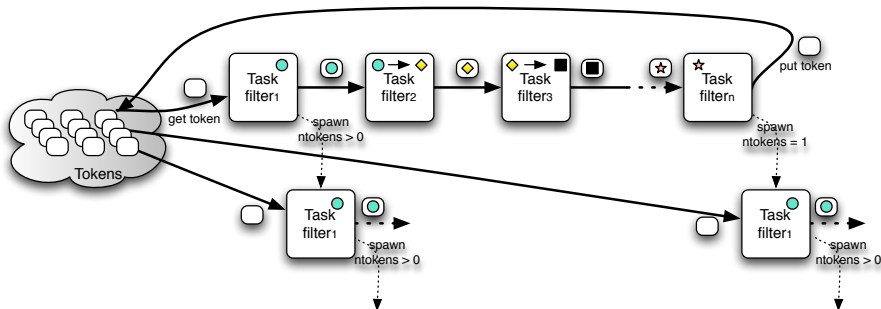 put token
Task
filter1
Task
filter2
Task
filter3
Task
filtern
get token
spawn
ntokens > 0
spawn
ntokens = 1
Tokens
Task
filter1
spawn
ntokens > 0
Task
filter1
spawn
ntokens > 0